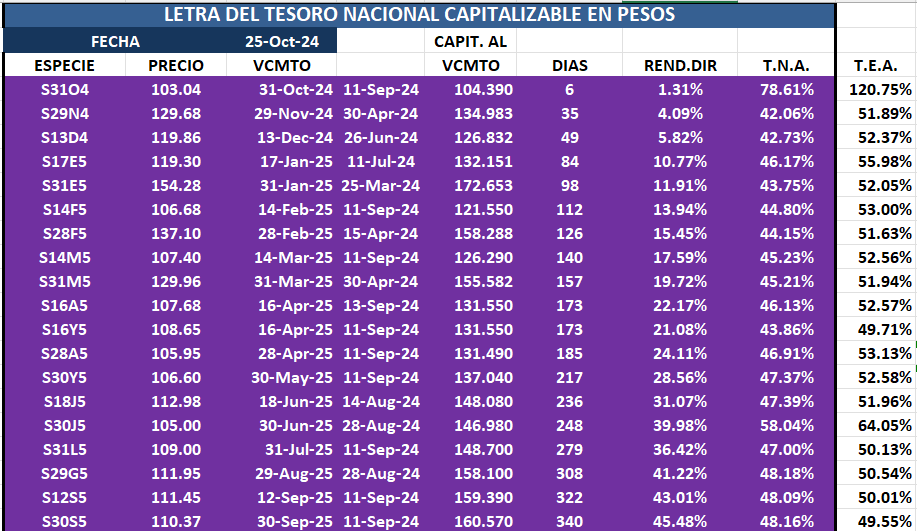 LETRA DEL TESORO NACIONAL CAPITALIZABLE EN PESOS
FECHA 25-Oct-24 CAPIT. AL
ESPECIE PRECIO VCMTO VCMTO DIAS REND.DIR T.N.A. T.E.A.
S31O4 103.04 31-Oct-24 11-Sep-24 104.390 6 1.31% 78.61% 120.75%
S29N4 129.68 29-Nov-24 30-Apr-24 134.983 35 4.09% 42.06% 51.89%
S13D4 119.86 13-Dec-24 26-Jun-24 126.832 49 5.82% 42.73% 52.37%
S17E5 119.30 17-Jan-25 11-Jul-24 132.151 84 10.77% 46.17% 55.98%
S31E5 154.28 31-Jan-25 25-Mar-24 172.653 98 11.91% 43.75% 52.05%
S14F5 106.68 14-Feb-25 11-Sep-24 121.550 112 13.94% 44.80% 53.00%
S28F5 137.10 28-Feb-25 15-Apr-24 158.288 126 15.45% 44.15% 51.63%
S14M5 107.40 14-Mar-25 11-Sep-24 126.290 140 17.59% 45.23% 52.56%
S31M5 129.96 31-Mar-25 30-Apr-24 155.582 157 19.72% 45.21% 51.94%
S16A5 107.68 16-Apr-25 13-Sep-24 131.550 173 22.17% 46.13% 52.57%
S16Y5 108.65 16-Apr-25 11-Sep-24 131.550 173 21.08% 43.86% 49.71%
S28A5 105.95 28-Apr-25 11-Sep-24 131.490 185 24.11% 46.91% 53.13%
S30Y5 106.60 30-May-25 11-Sep-24 137.040 217 28.56% 47.37% 52.58%
S18J5 112.98 18-Jun-25 14-Aug-24 148.080 236 31.07% 47.39% 51.96%
S30J5 105.00 30-Jun-25 28-Aug-24 146.980 248 39.98% 58.04% 64.05%
S31L5 109.00 31-Jul-25 11-Sep-24 148.700 279 36.42% 47.00% 50.13%
S29G5 111.95 29-Aug-25 28-Aug-24 158.100 308 41.22% 48.18% 50.54%
S12S5 111.45 12-Sep-25 11-Sep-24 159.390 322 43.01% 48.09% 50.01%
S30S5 110.37 30-Sep-25 11-Sep-24 160.570 340 45.48% 48.16% 49.55%